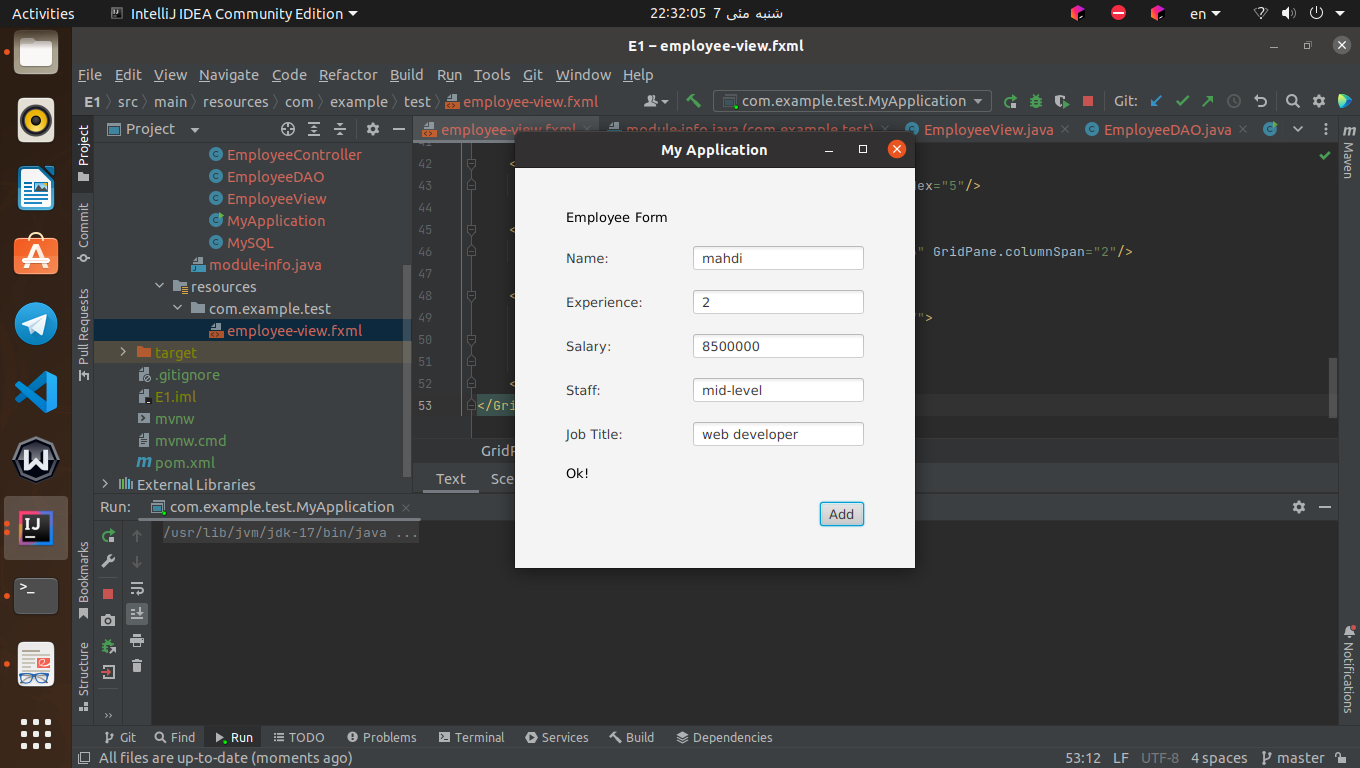 Activities IntelliJ IDEA Community Edition 22:32:05 شنبه مئی 7 en
E1 – employee-view.fxml
File Edit View Navigate Code Refactor Build Run Tools Git Window Help
E1 src main resources com example test employee-view.fxml com.example.test.MyApplication Git:
Project employee-view.fxml module-info.java (com.example.test) EmployeeView.java EmployeeDAO.java
Project
Commit
Pull Requests
Bookmarks
Structure
Maven
Notifications
EmployeeController
EmployeeDAO
EmployeeView
MyApplication
MySQL
module-info.java
resources
com.example.test
employee-view.fxml
target
.gitignore
E1.iml
mvnw
mvnw.cmd
pom.xml
External Libraries
41
42 <
43 dex="5"/>
44
45 <
46 " GridPane.columnSpan="2"/>
47
48 <
49 ">
50
51
52 <
53 </Gri
GridP
Text Sce
My Application
Employee Form
Name: mahdi
Experience: 2
Salary: 8500000
Staff: mid-level
Job Title: web developer
Ok!
Add
Run: com.example.test.MyApplication
/usr/lib/jvm/jdk-17/bin/java ...
Git Find Run TODO Problems Terminal Services Build Dependencies
All files are up-to-date (moments ago) 53:12 LF UTF-8 4 spaces master